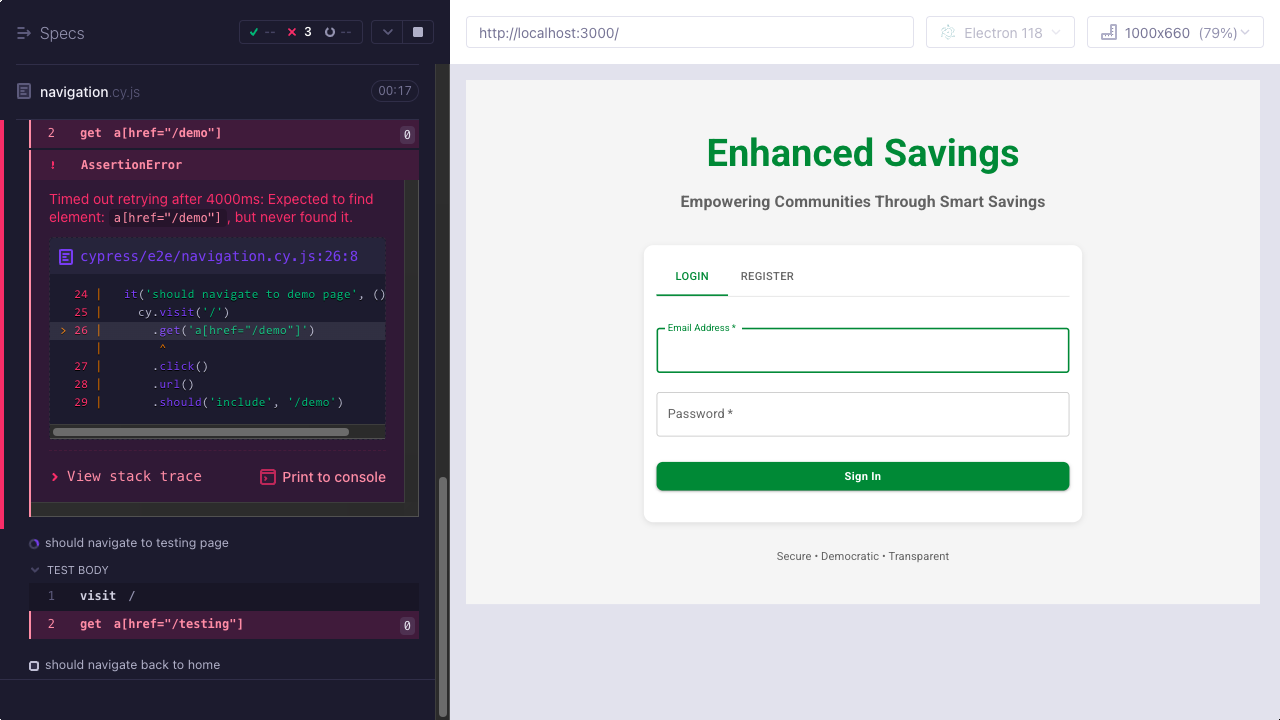 Specs
--
3
--
http://localhost:3000/
Electron 118
1000x660 (79%)
navigation.cy.js
00:17
2 get a[href="/demo"] 0
! AssertionError
Timed out retrying after 4000ms: Expected to find
element: a[href="/demo"] , but never found it.
cypress/e2e/navigation.cy.js:26:8
24 | it('should navigate to demo page', ()
25 | cy.visit('/')
> 26 | .get('a[href="/demo"]')
| ^
27 | .click()
28 | .url()
29 | .should('include', '/demo')
> View stack trace
Print to console
should navigate to testing page
TEST BODY
1 visit /
2 get a[href="/testing"] 0
should navigate back to home
Enhanced Savings
Empowering Communities Through Smart Savings
LOGIN REGISTER
Email Address *
Password *
Sign In
Secure • Democratic • Transparent